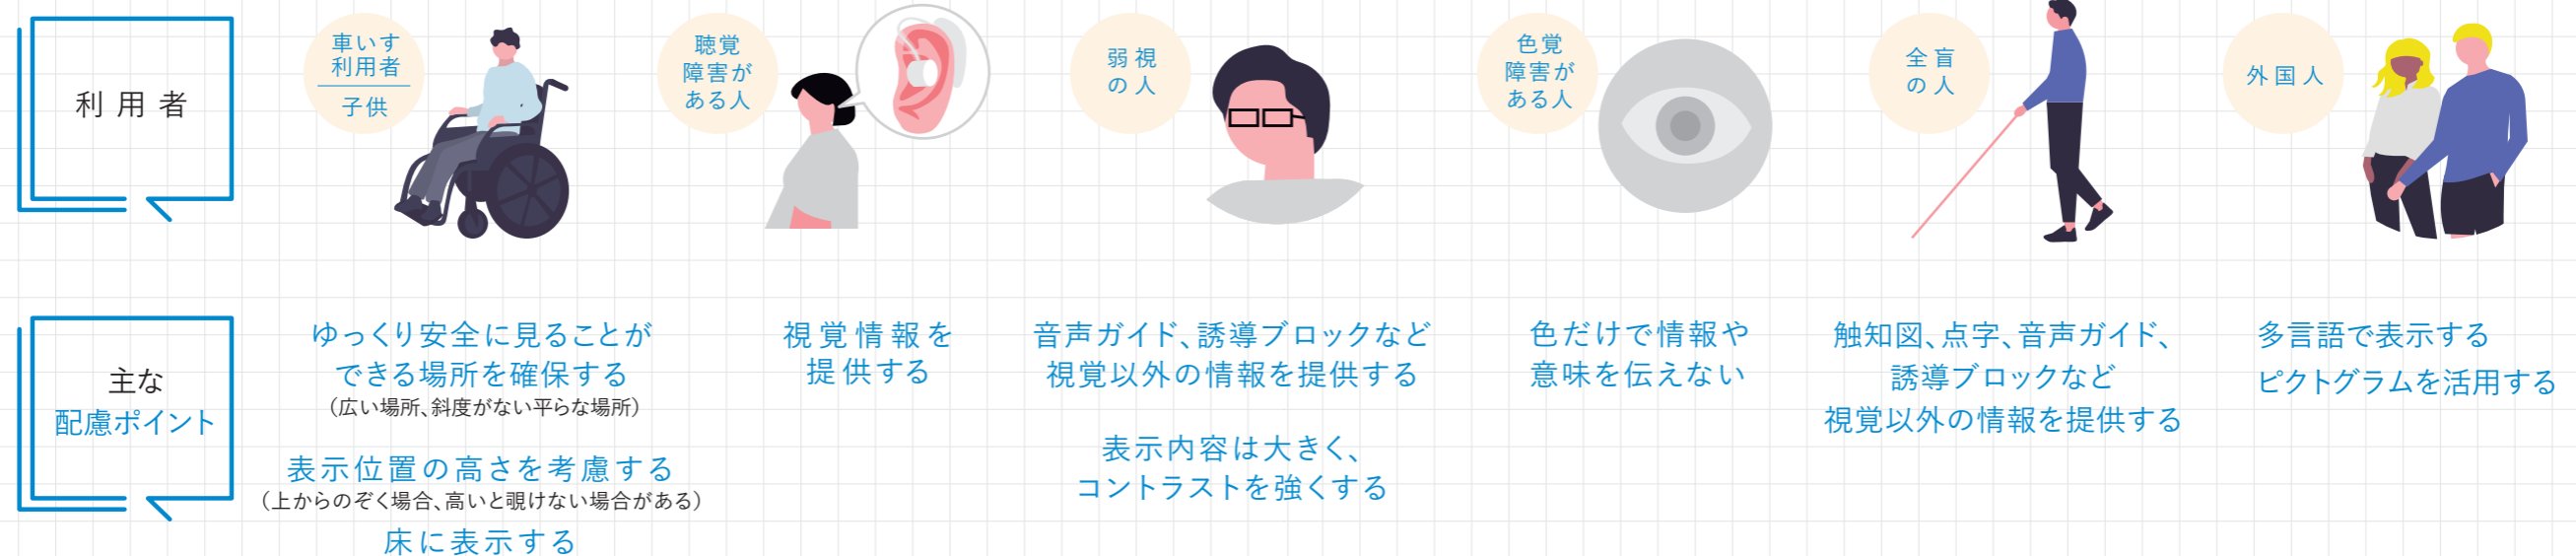 利用者
車いす
利用者
子供
聴覚
障害が
ある人
弱視
の人
色覚
障害が
ある人
全盲
の人
外国人
主な
配慮ポイント
ゆっくり安全に見ることが
できる場所を確保する
（広い場所、斜度がない平らな場所）
表示位置の高さを考慮する
（上からのぞく場合、高いと覗けない場合がある）
床に表示する
視覚情報を
提供する
音声ガイド、誘導ブロックなど
視覚以外の情報を提供する
表示内容は大きく、
コントラストを強くする
色だけで情報や
意味を伝えない
触知図、点字、音声ガイド、
誘導ブロックなど
視覚以外の情報を提供する
多言語で表示する
ピクトグラムを活用する